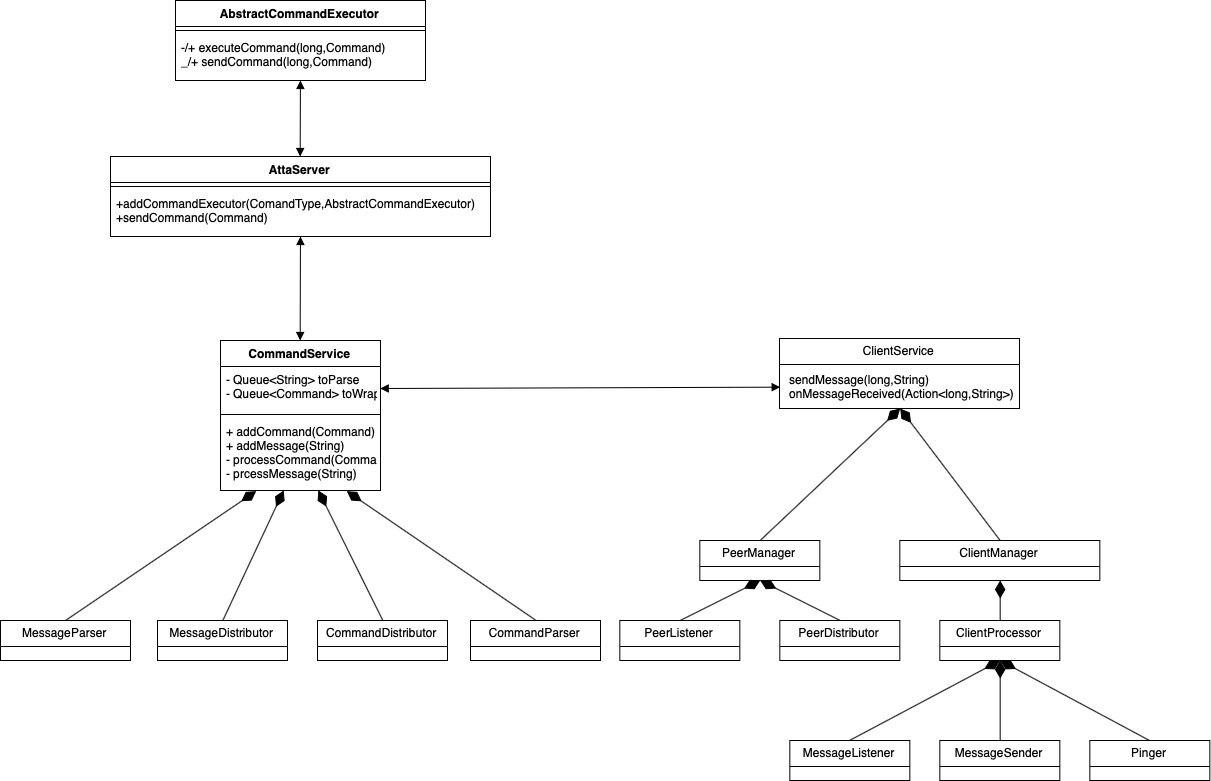 AbstractCommandExecutor
-/+ executeCommand(long,Command)
_/+ sendCommand(long,Command)
AttaServer
+addCommandExecutor(ComandType,AbstractCommandExecutor)
+sendCommand(Command)
CommandService
- Queue<String> toParse
- Queue<Command> toWrap
+ addCommand(Command)
+ addMessage(String)
- processCommand(Comma
- prcessMessage(String)
ClientService
sendMessage(long,String)
onMessageReceived(Action<long,String>)
PeerManager
ClientManager
MessageParser
MessageDistributor
CommandDistributor
CommandParser
PeerListener
PeerDistributor
ClientProcessor
MessageListener
MessageSender
Pinger